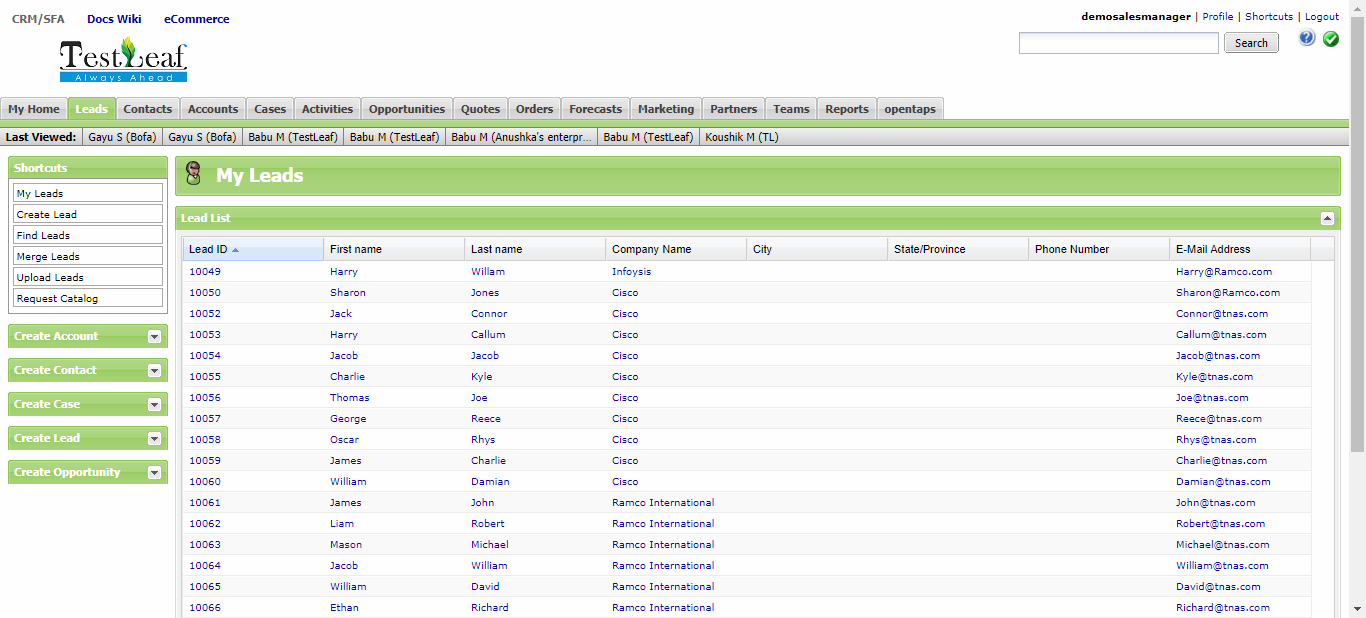 CRM/SFA Docs Wiki eCommerce
demosalesmanager | Profile | Shortcuts | Logout
TestLeaf
Always Ahead
Search
?
My Home Leads Contacts Accounts Cases Activities Opportunities Quotes Orders Forecasts Marketing Partners Teams Reports opentaps
Last Viewed: Gayu S (Bofa) Gayu S (Bofa) Babu M (TestLeaf) Babu M (TestLeaf) Babu M (Anushka's enterpr... Babu M (TestLeaf) Koushik M (TL)
Shortcuts
My Leads
Create Lead
Find Leads
Merge Leads
Upload Leads
Request Catalog
Create Account
Create Contact
Create Case
Create Lead
Create Opportunity
My Leads
Lead List
Lead ID First name Last name Company Name City State/Province Phone Number E-Mail Address
10049 Harry Willam Infoysis Harry@Ramco.com
10050 Sharon Jones Cisco Sharon@Ramco.com
10052 Jack Connor Cisco Connor@tnas.com
10053 Harry Callum Cisco Callum@tnas.com
10054 Jacob Jacob Cisco Jacob@tnas.com
10055 Charlie Kyle Cisco Kyle@tnas.com
10056 Thomas Joe Cisco Joe@tnas.com
10057 George Reece Cisco Reece@tnas.com
10058 Oscar Rhys Cisco Rhys@tnas.com
10059 James Charlie Cisco Charlie@tnas.com
10060 William Damian Cisco Damian@tnas.com
10061 James John Ramco International John@tnas.com
10062 Liam Robert Ramco International Robert@tnas.com
10063 Mason Michael Ramco International Michael@tnas.com
10064 Jacob William Ramco International William@tnas.com
10065 William David Ramco International David@tnas.com
10066 Ethan Richard Ramco International Richard@tnas.com